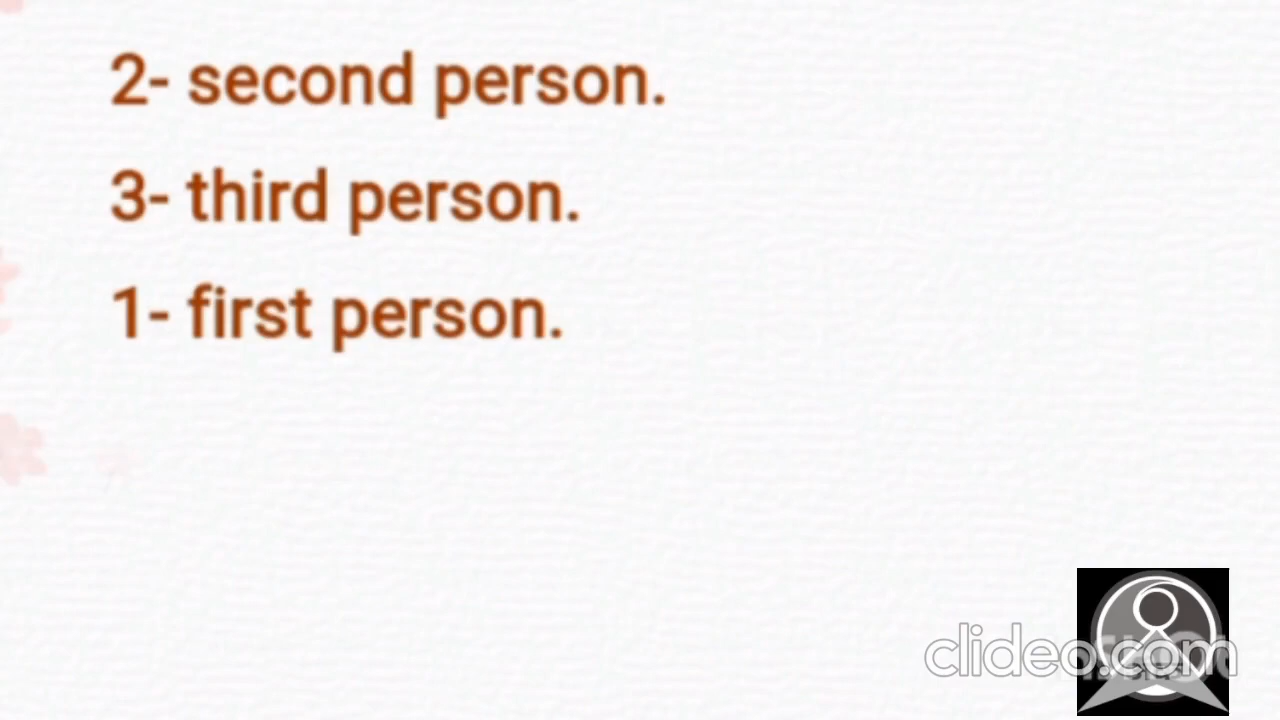 2- second person.
3- third person.
1- first person.
clideo.com